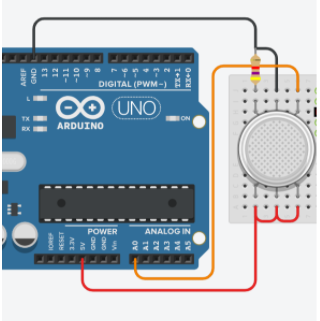 AREF
GND
13
12
~11
~10
~9
8
7
~6
~5
4
~3
2
TX→1
RX←0
DIGITAL (PWM~)
L
TX
RX
UNO
ARDUINO
ON
POWER
ANALOG IN
IOREF
RESET
3.3V
5V
GND
GND
Vin
A0
A1
A2
A3
A4
A5